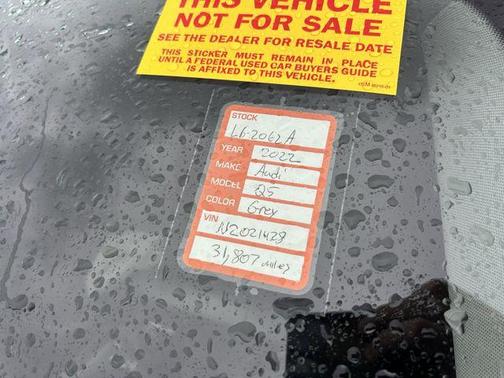 THIS VEHICLE
NOT FOR SALE
SEE THE DEALER FOR RESALE DATE
THIS STICKER MUST REMAIN IN PLACE
UNTIL A FEDERAL USED CAR BUYERS GUIDE
IS AFFIXED TO THIS VEHICLE.
STOCK
L6-2062A
YEAR 2022
MAKE Audi
MODEL Q5
COLOR Grey
VIN
N2021428
31,807 miles